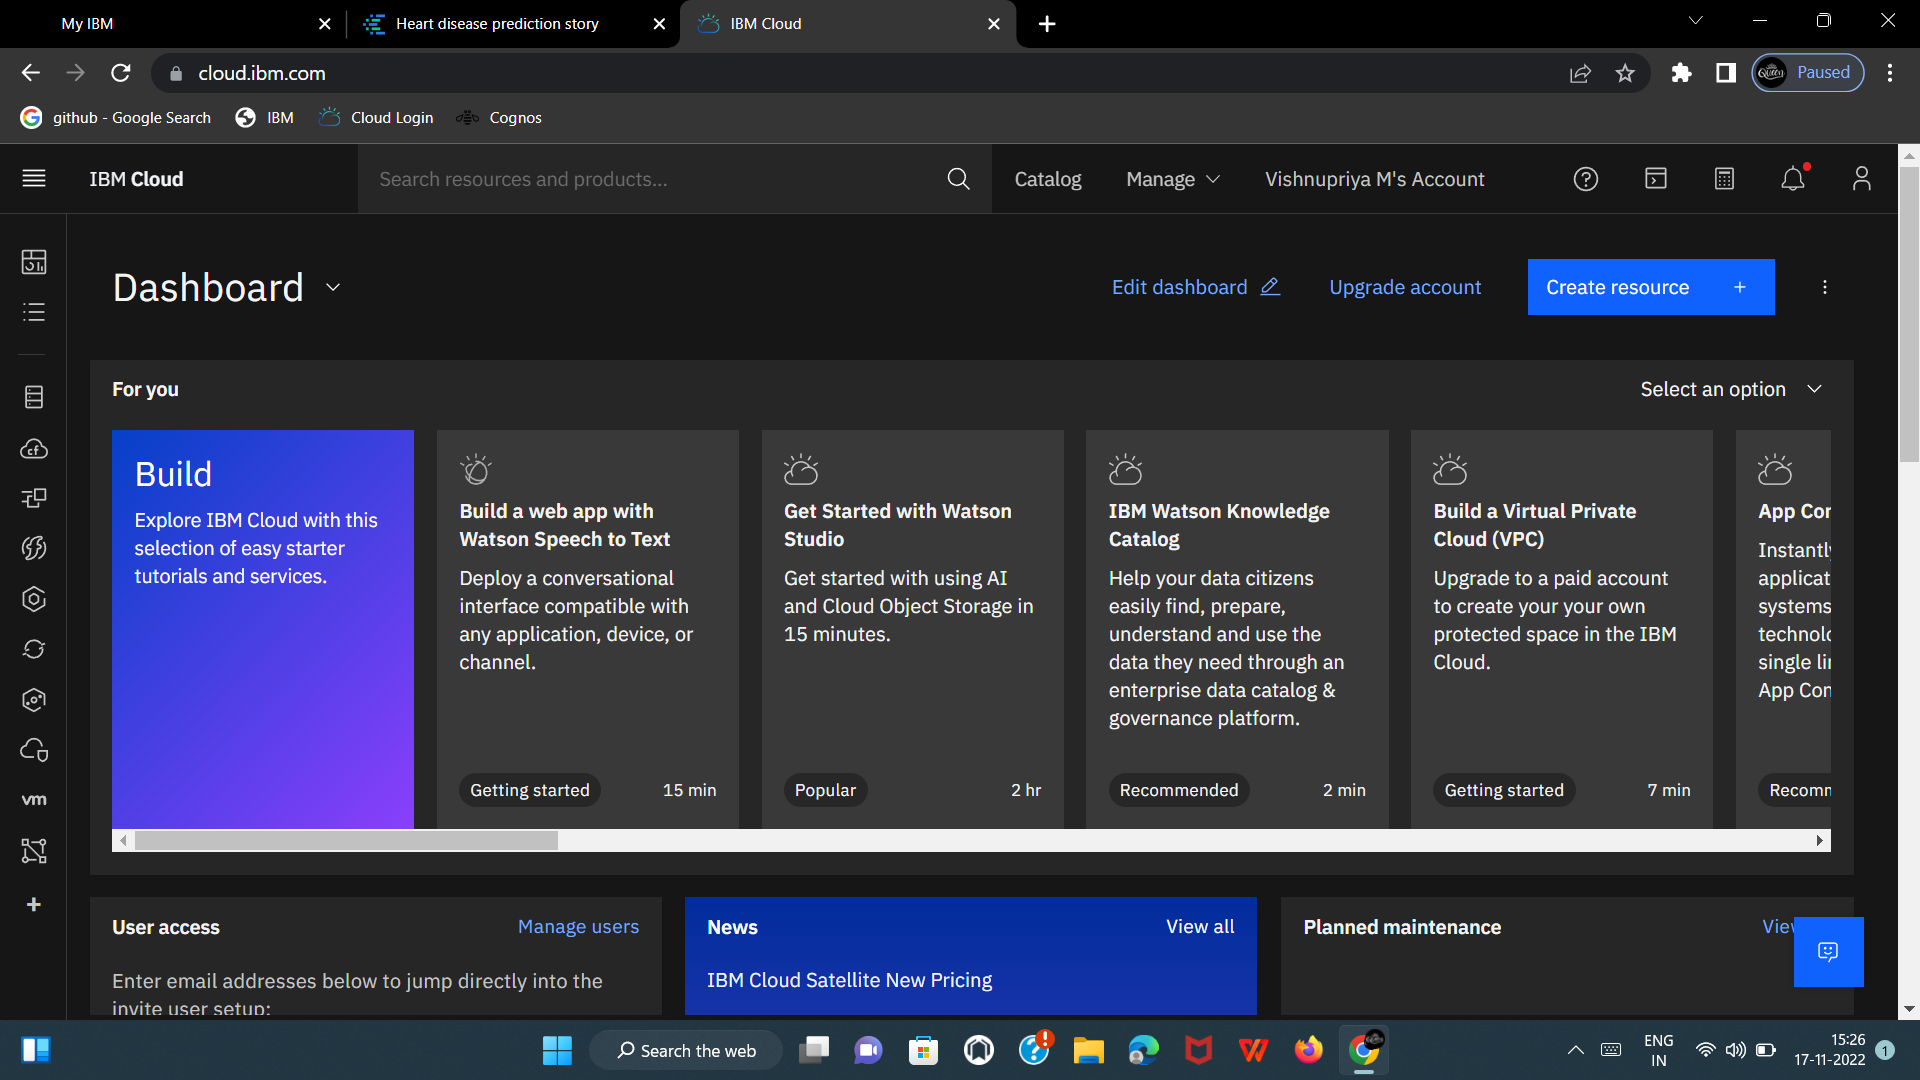 My IBM
Heart disease prediction story
IBM Cloud
cloud.ibm.com
Queen
Paused
github - Google Search
IBM
Cloud Login
Cognos
IBM Cloud
Search resources and products...
Catalog
Manage
Vishnupriya M's Account
Dashboard
Edit dashboard
Upgrade account
Create resource +
For you
Select an option
Build
Explore IBM Cloud with this
selection of easy starter
tutorials and services.
Build a web app with
Watson Speech to Text
Deploy a conversational
interface compatible with
any application, device, or
channel.
Getting started
15 min
Get Started with Watson
Studio
Get started with using AI
and Cloud Object Storage in
15 minutes.
Popular
2 hr
IBM Watson Knowledge
Catalog
Help your data citizens
easily find, prepare,
understand and use the
data they need through an
enterprise data catalog &
governance platform.
Recommended
2 min
Build a Virtual Private
Cloud (VPC)
Upgrade to a paid account
to create your your own
protected space in the IBM
Cloud.
Getting started
7 min
App Con
Instantly
applicat
systems
technolo
single lin
App Con
Recomm
cf
vm
User access
Manage users
Enter email addresses below to jump directly into the
invite user setup:
News
View all
IBM Cloud Satellite New Pricing
Planned maintenance
View
Search the web
ENG
IN
15:26
17-11-2022
1